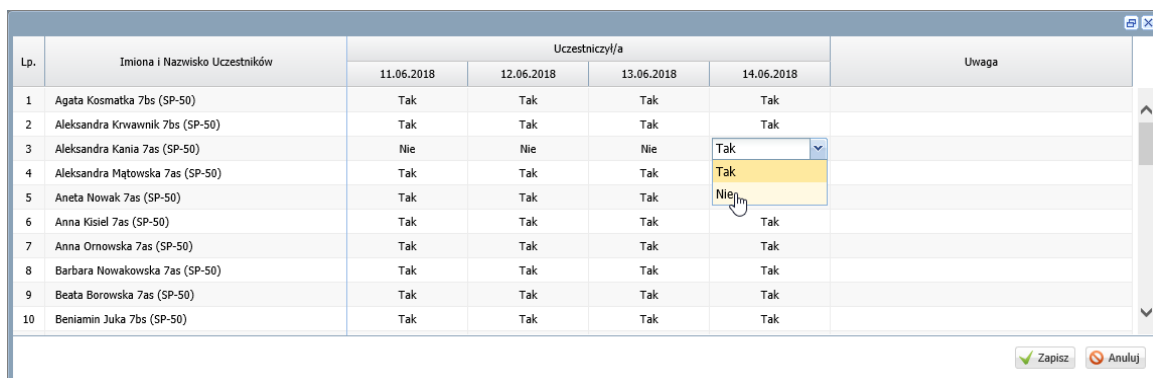 Lp. Imiona i Nazwisko Uczestników Uczestniczył/a Uwaga
11.06.2018 12.06.2018 13.06.2018 14.06.2018
1 Agata Kosmatka 7bs (SP-50) Tak Tak Tak Tak
2 Aleksandra Krwawnik 7bs (SP-50) Tak Tak Tak Tak
3 Aleksandra Kania 7as (SP-50) Nie Nie Nie Tak
4 Aleksandra Mątowska 7as (SP-50) Tak Tak Tak Tak
5 Aneta Nowak 7as (SP-50) Tak Tak Tak Nie
6 Anna Kisiel 7as (SP-50) Tak Tak Tak Tak
7 Anna Ornowska 7as (SP-50) Tak Tak Tak Tak
8 Barbara Nowakowska 7as (SP-50) Tak Tak Tak Tak
9 Beata Borowska 7as (SP-50) Tak Tak Tak Tak
10 Beniamin Juka 7bs (SP-50) Tak Tak Tak Tak
Zapisz Anuluj